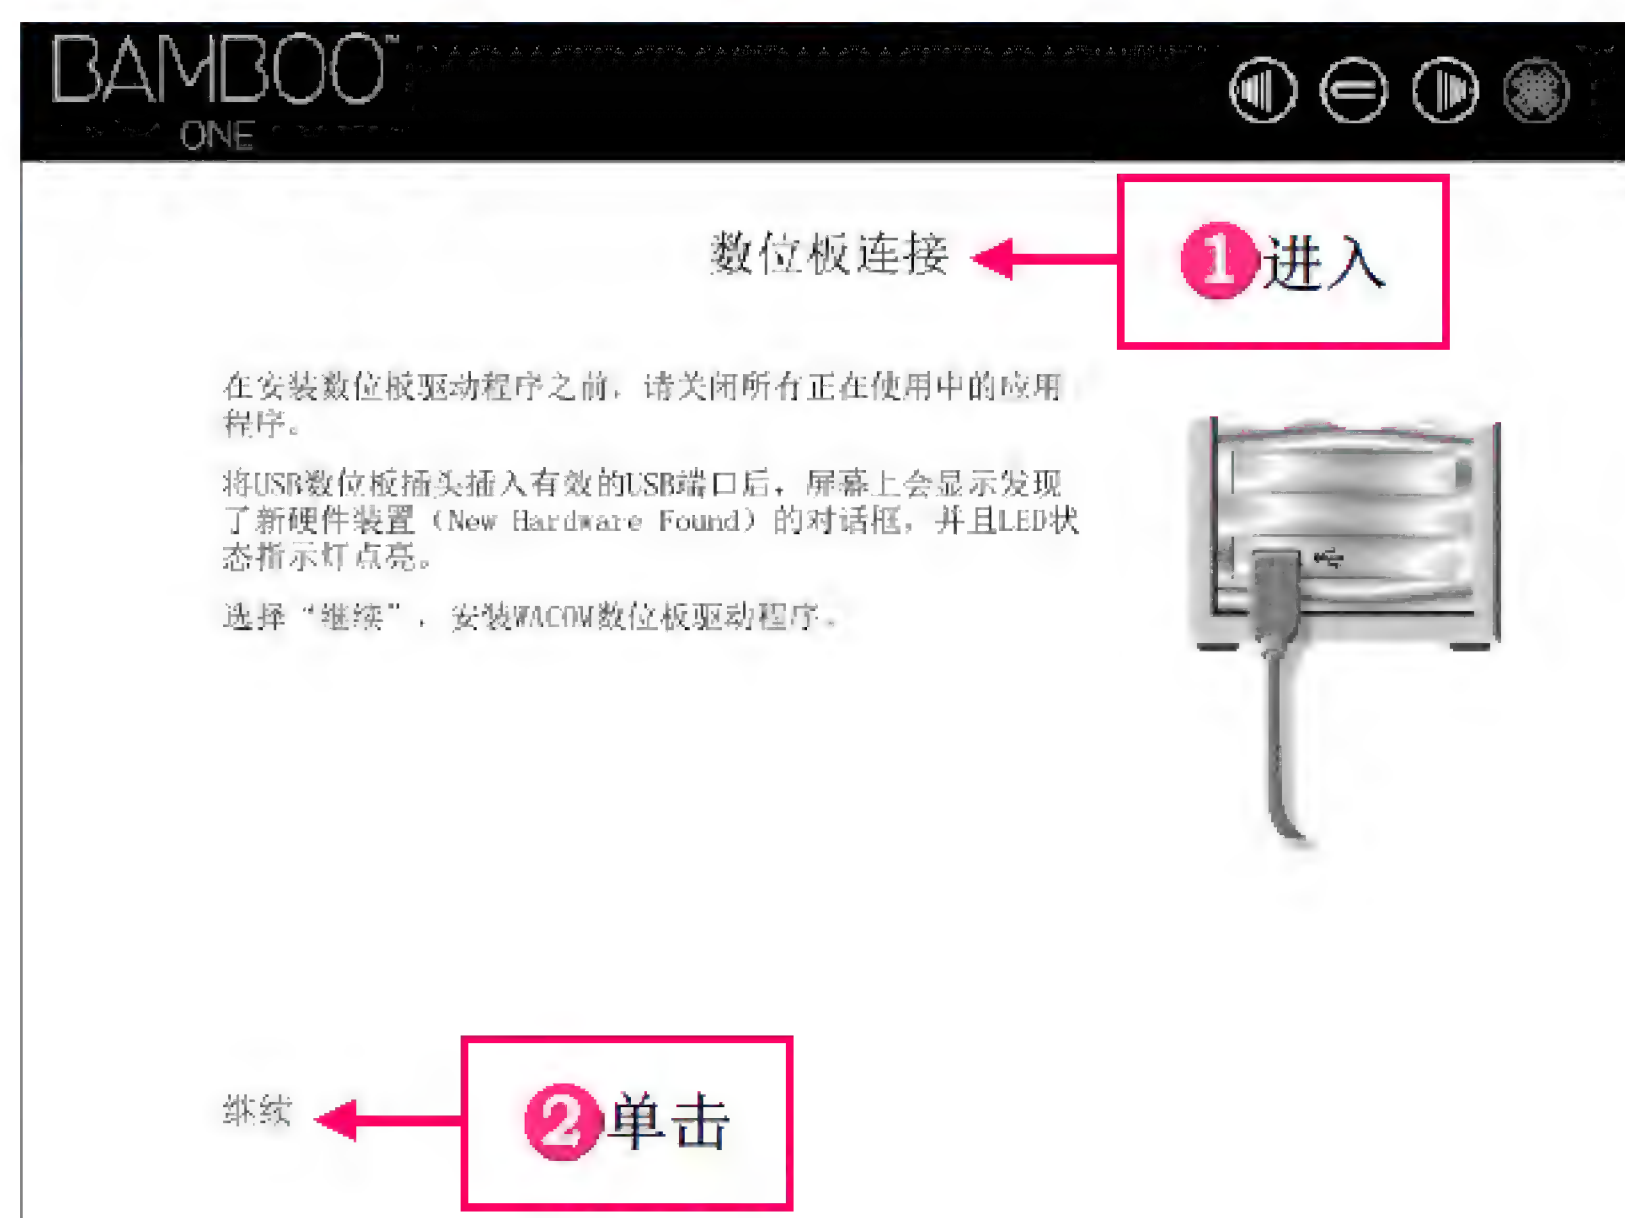 BAMBOO™
ONE
数位板连接
❶进入
在安装数位板驱动程序之前，请关闭所有正在使用中的应用
程序。
将USB数位板插头插入有效的USB端口后，屏幕上会显示发现
了新硬件装置（New Hardware Found）的对话框，并且LED状
态指示灯点亮。
选择“继续”，安装WACOM数位板驱动程序。
继续
❷单击